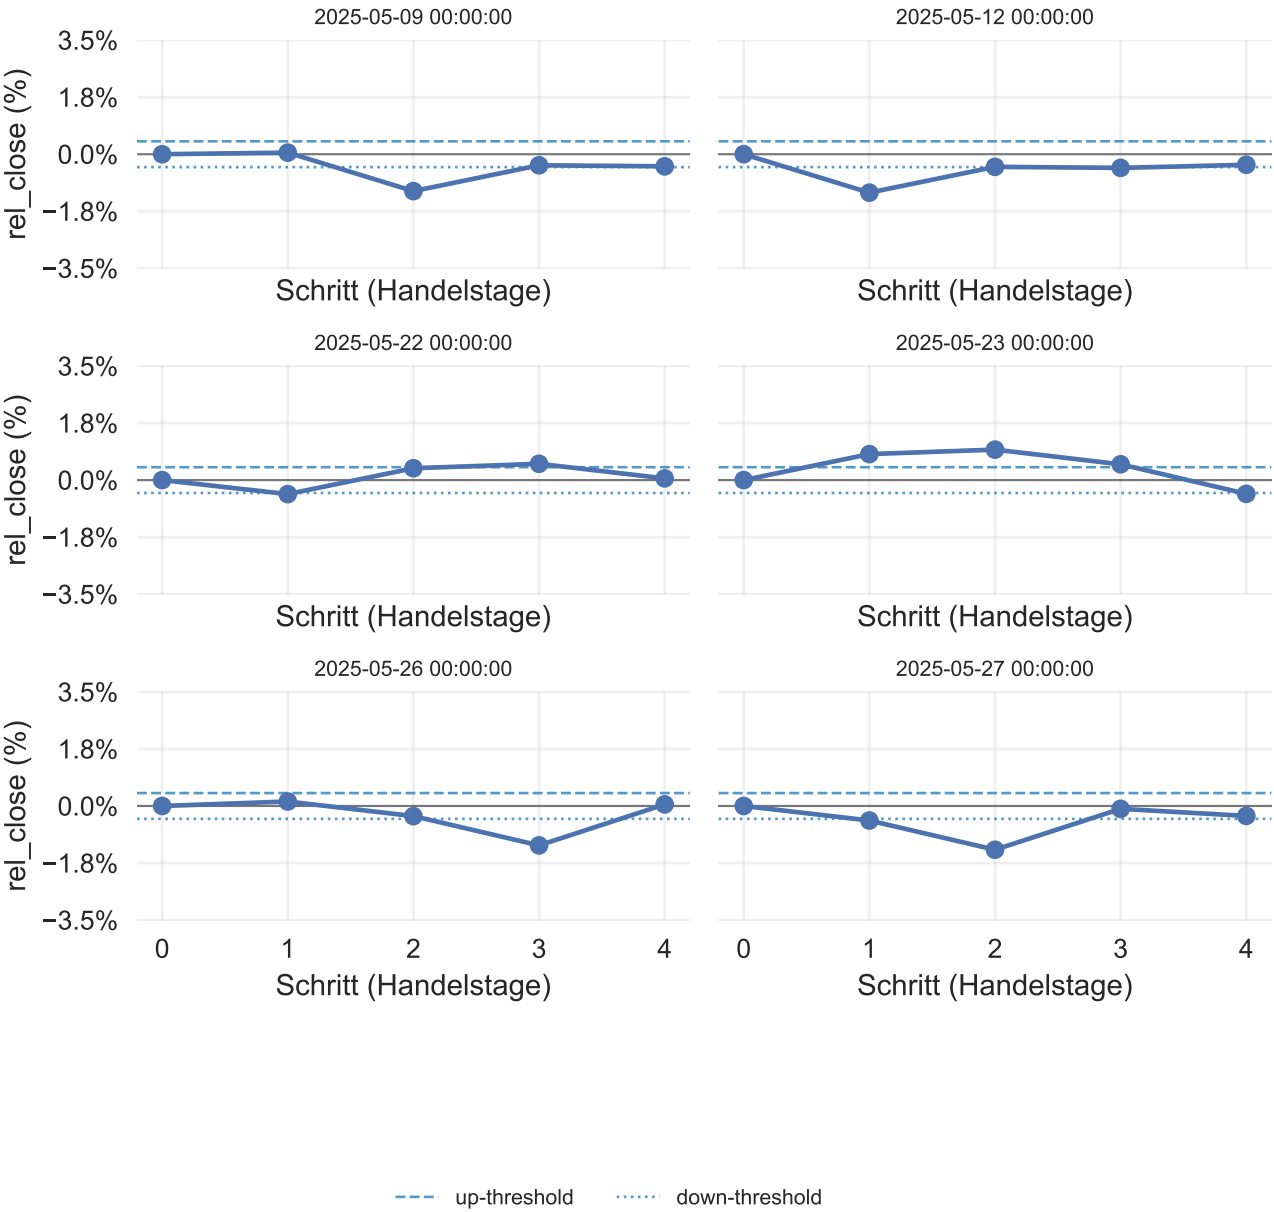 2025-05-09 00:00:00
2025-05-12 00:00:00
rel_close (%)
3.5%
1.8%
0.0%
−1.8%
−3.5%
Schritt (Handelstage)
Schritt (Handelstage)
2025-05-22 00:00:00
2025-05-23 00:00:00
rel_close (%)
3.5%
1.8%
0.0%
−1.8%
−3.5%
Schritt (Handelstage)
Schritt (Handelstage)
2025-05-26 00:00:00
2025-05-27 00:00:00
rel_close (%)
3.5%
1.8%
0.0%
−1.8%
−3.5%
0 1 2 3 4
0 1 2 3 4
Schritt (Handelstage)
Schritt (Handelstage)
up-threshold
down-threshold